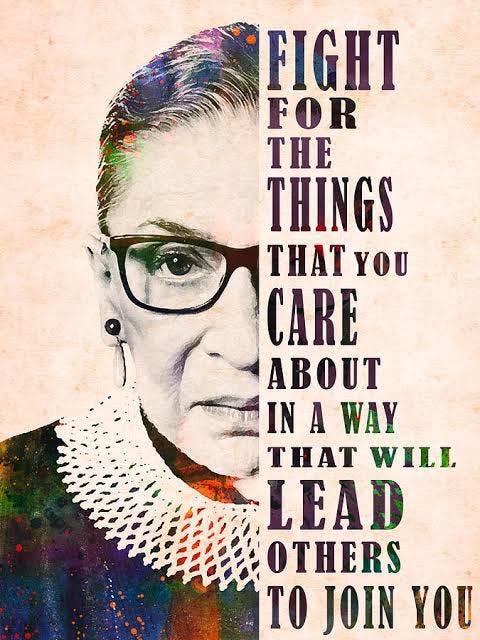 FIGHT
FOR
THE
THINGS
THAT YOU
CARE
ABOUT
IN A WAY
THAT WILL
LEAD
OTHERS
TO JOIN YOU